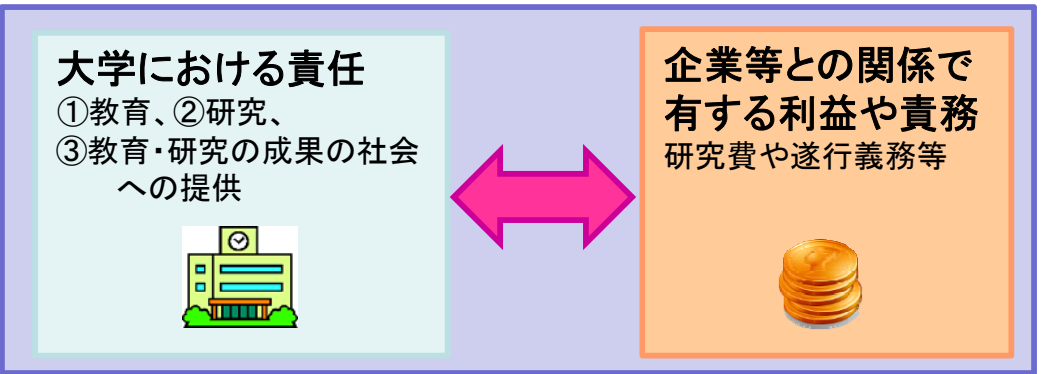 大学における責任
①教育、②研究、
③教育・研究の成果の社会
への提供
企業等との関係で
有する利益や責務
研究費や遂行義務等